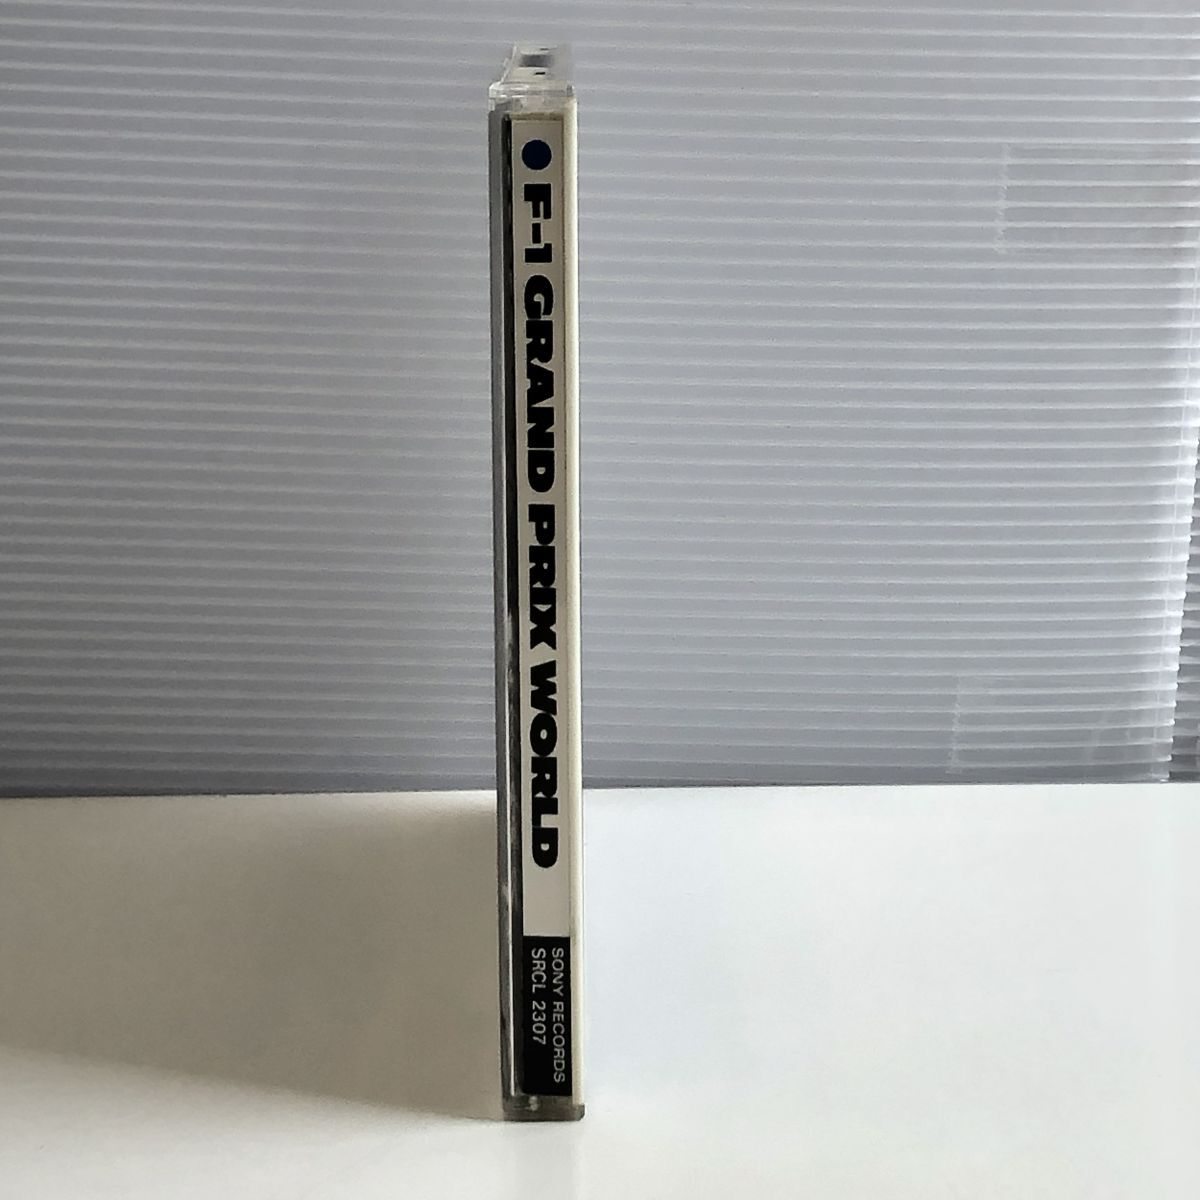 F-1 GRAND PRIX WORLD
SONY RECORDS
SRCL 2307